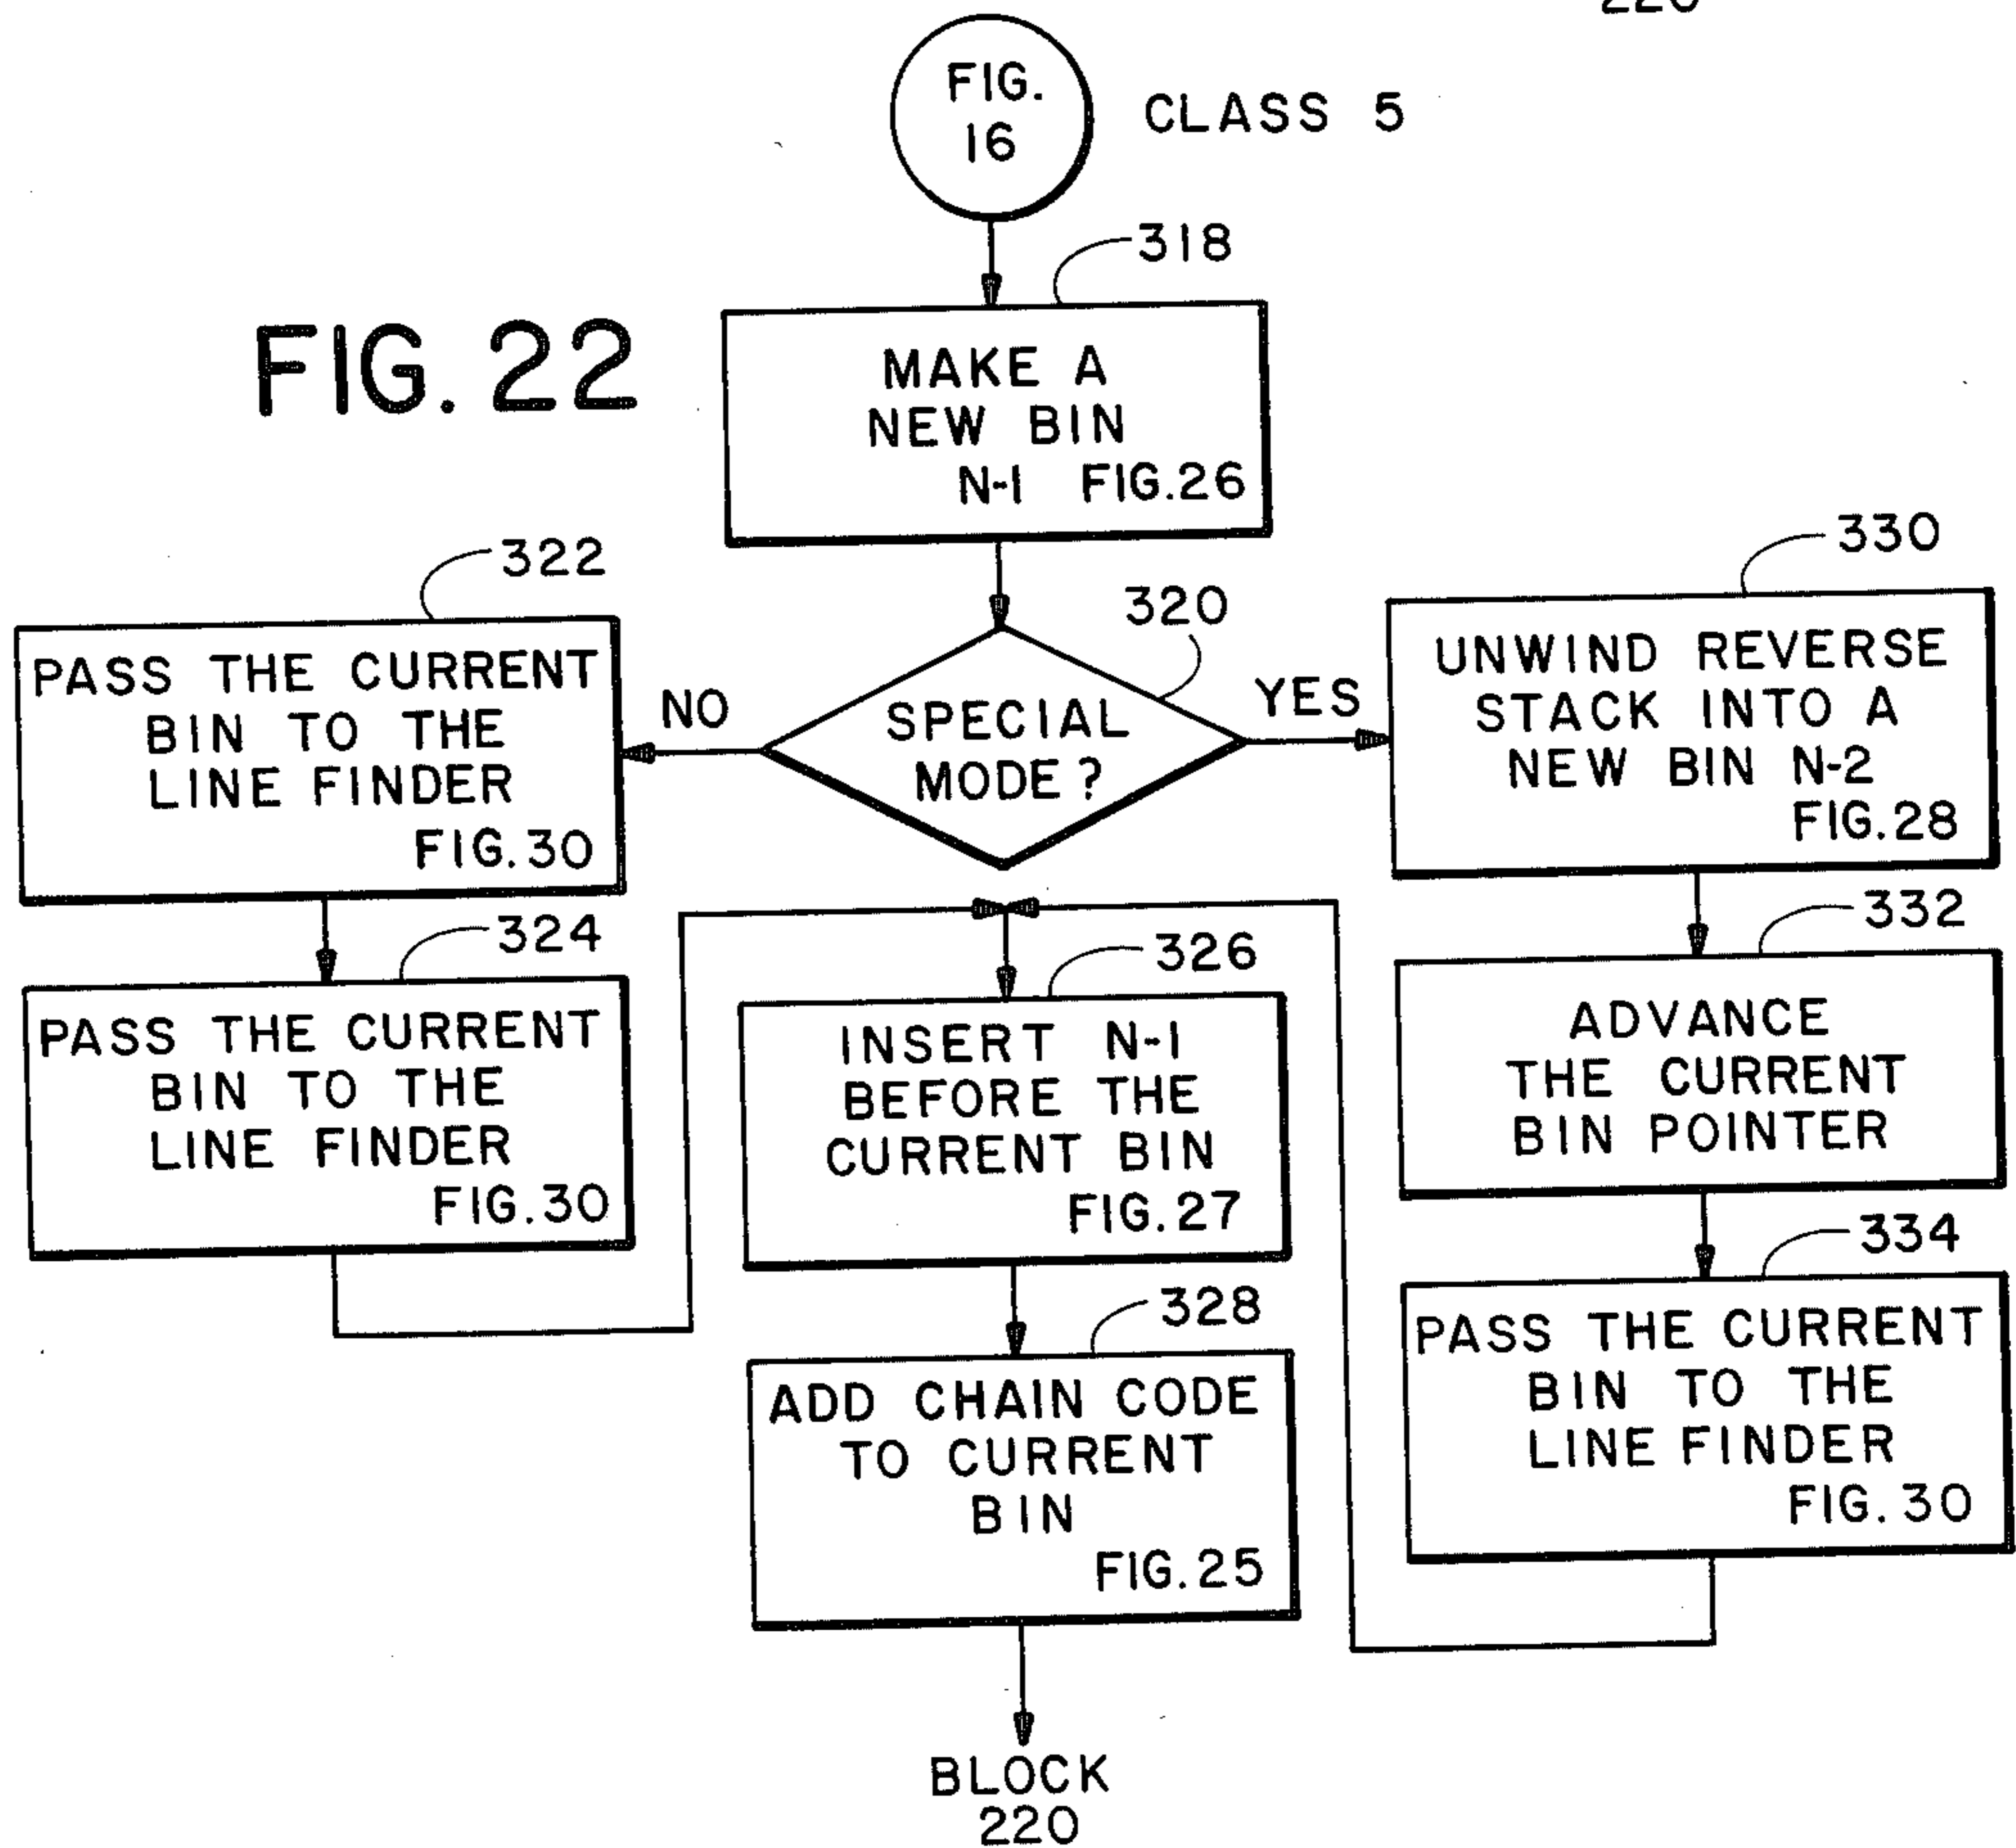 FIG.
16
CLASS 5
318
FIG. 22
MAKE A
NEW BIN
N-1 FIG.26
322
320
330
PASS THE CURRENT
BIN TO THE
LINE FINDER
FIG.30
NO
SPECIAL
MODE?
YES
UNWIND REVERSE
STACK INTO A
NEW BIN N-2
FIG.28
324
326
332
PASS THE CURRENT
BIN TO THE
LINE FINDER
FIG.30
INSERT N-1
BEFORE THE
CURRENT BIN
FIG.27
ADVANCE
THE CURRENT
BIN POINTER
328
334
ADD CHAIN CODE
TO CURRENT
BIN
FIG.25
PASS THE CURRENT
BIN TO THE
LINE FINDER
FIG. 30
BLOCK
220